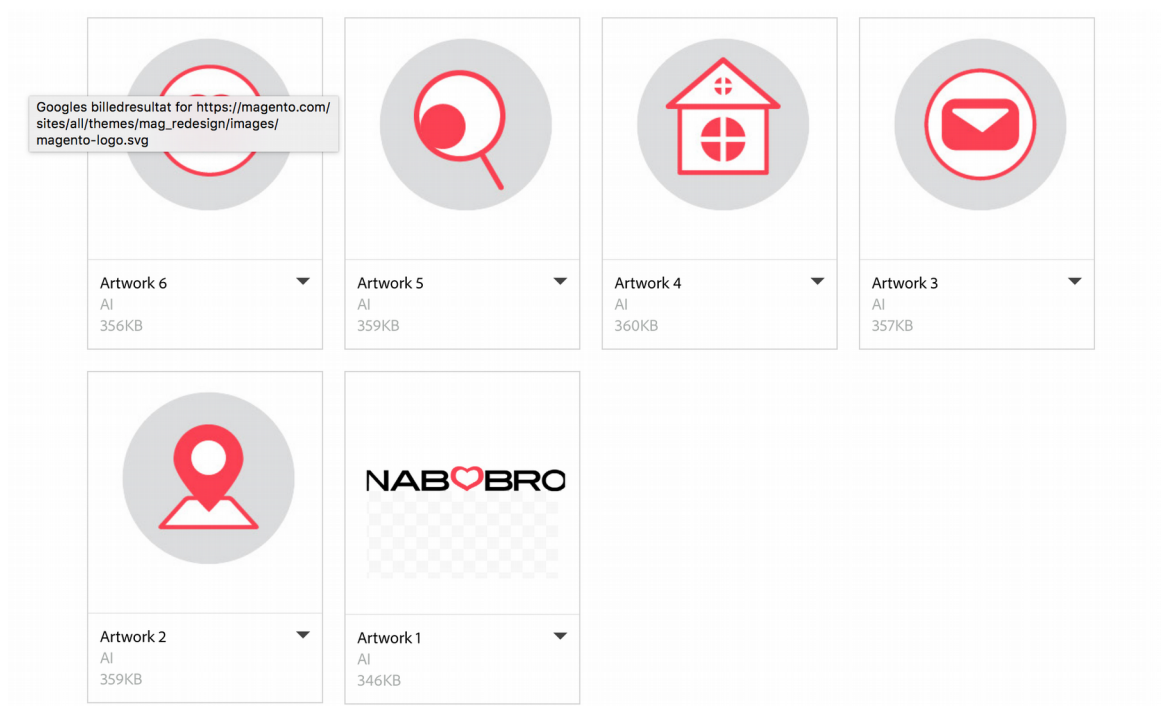 Googles billedresultat for https://magento.com/
sites/all/themes/mag_redesign/images/
magento-logo.svg
Artwork 6
AI
356KB
Artwork 5
AI
359KB
Artwork 4
AI
360KB
Artwork 3
AI
357KB
Artwork 2
AI
359KB
NAB BRO
Artwork 1
AI
346KB